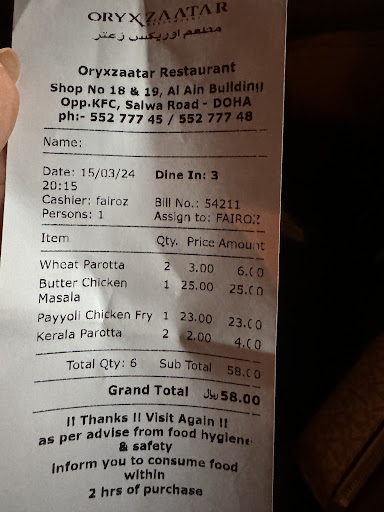 ORYXZAATAR
مطعم اوريكس زعتر
Oryxzaatar Restaurant
Shop No 18 & 19, Al Ain Building
Opp.KFC, Salwa Road - DOHA
ph:- 552 777 45 / 552 777 48
Name:
Date: 15/03/24 Dine In: 3
20:15
Cashier: fairoz Bill No.: 54211
Persons: 1 Assign to: FAIROZ
Item Qty. Price Amount
Wheat Parotta 2 3.00 6.00
Butter Chicken 1 25.00 25.00
Masala
Payyoli Chicken Fry 1 23.00 23.00
Kerala Parotta 2 2.00 4.00
Total Qty: 6 Sub Total 58.00
Grand Total ﷼ 58.00
!! Thanks !! Visit Again !!
as per advise from food hygiene
& safety
inform you to consume food
within
2 hrs of purchase